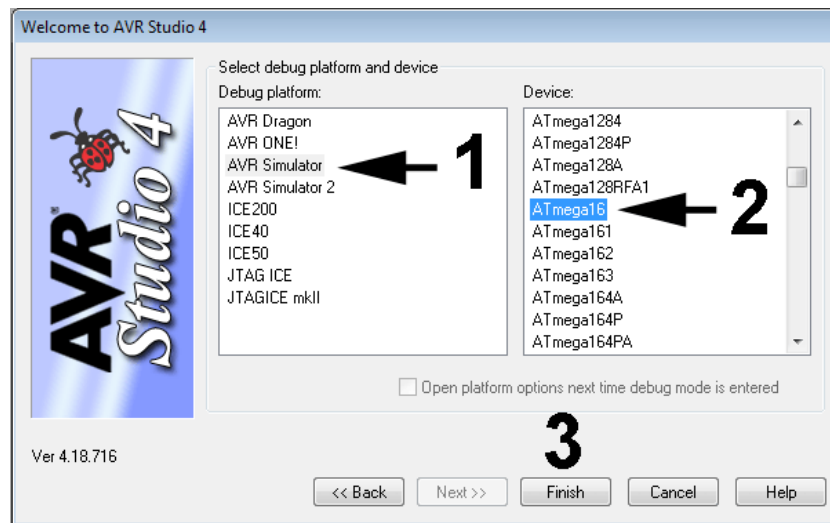 Welcome to AVR Studio 4
AVR® Studio 4
Select debug platform and device
Debug platform:
AVR Dragon
AVR ONE!
AVR Simulator
AVR Simulator 2
ICE200
ICE40
ICE50
JTAG ICE
JTAGICE mkII
1
Device:
ATmega1284
ATmega1284P
ATmega128A
ATmega128RFA1
ATmega16
ATmega161
ATmega162
ATmega163
ATmega164A
ATmega164P
ATmega164PA
2
Open platform options next time debug mode is entered
3
Ver 4.18.716
<< Back
Next >>
Finish
Cancel
Help